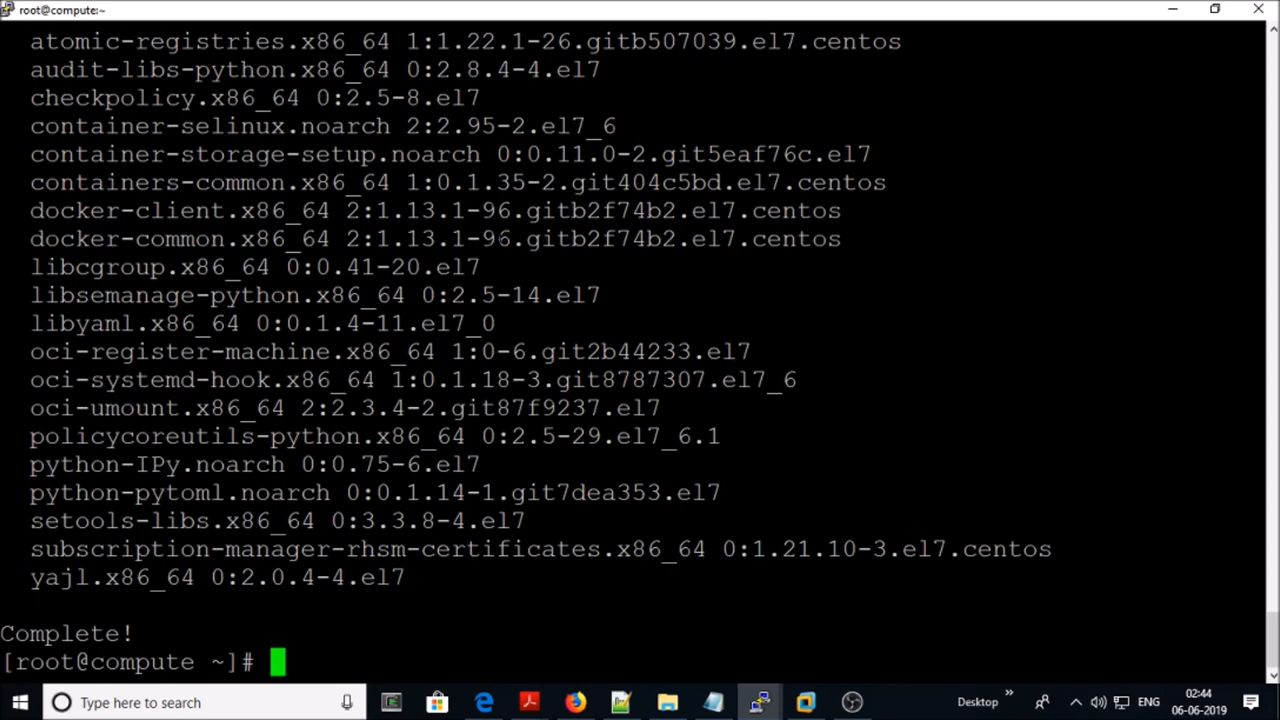 root@compute:~
atomic-registries.x86_64 1:1.22.1-26.gitb507039.el7.centos
audit-libs-python.x86_64 0:2.8.4-4.el7
checkpolicy.x86_64 0:2.5-8.el7
container-selinux.noarch 2:2.95-2.el7_6
container-storage-setup.noarch 0:0.11.0-2.git5eaf76c.el7
containers-common.x86_64 1:0.1.35-2.git404c5bd.el7.centos
docker-client.x86_64 2:1.13.1-96.gitb2f74b2.el7.centos
docker-common.x86_64 2:1.13.1-96.gitb2f74b2.el7.centos
libcgroup.x86_64 0:0.41-20.el7
libsemanage-python.x86_64 0:2.5-14.el7
libyaml.x86_64 0:0.1.4-11.el7_0
oci-register-machine.x86_64 1:0-6.git2b44233.el7
oci-systemd-hook.x86_64 1:0.1.18-3.git8787307.el7_6
oci-umount.x86_64 2:2.3.4-2.git87f9237.el7
policycoreutils-python.x86_64 0:2.5-29.el7_6.1
python-IPy.noarch 0:0.75-6.el7
python-pytoml.noarch 0:0.1.14-1.git7dea353.el7
setools-libs.x86_64 0:3.3.8-4.el7
subscription-manager-rhsm-certificates.x86_64 0:1.21.10-3.el7.centos
yajl.x86_64 0:2.0.4-4.el7
Complete!
[root@compute ~]#
Type here to search
Desktop
ENG
02:44
06-06-2019